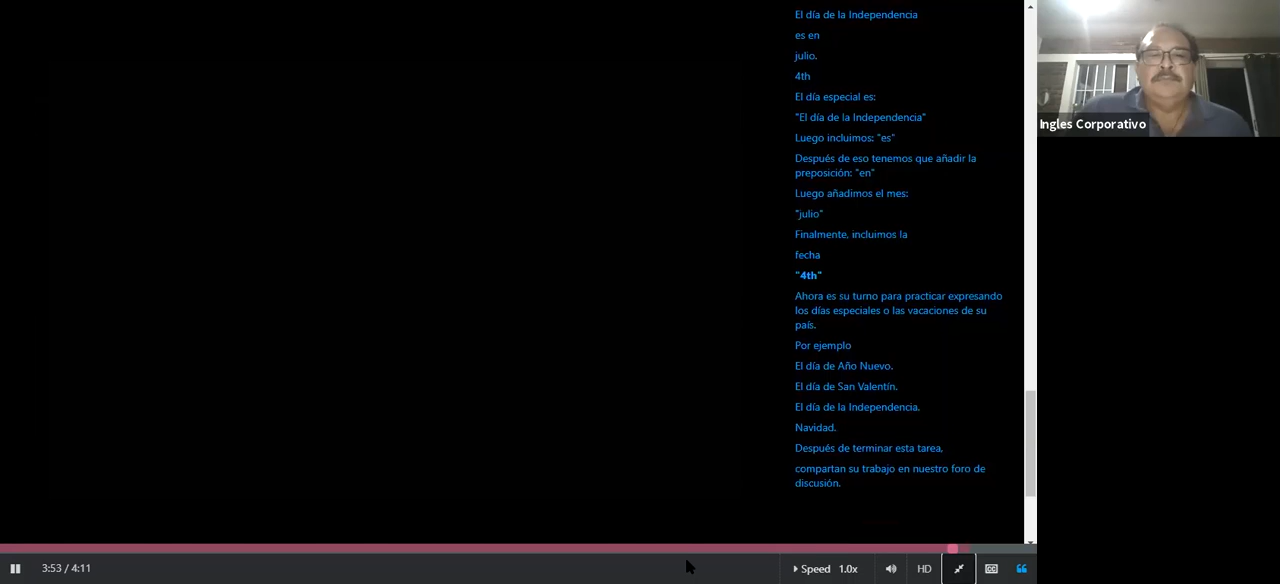 El día de la Independencia
es en
julio.
4th
El día especial es:
"El día de la Independencia"
Luego incluimos: "es"
Después de eso tenemos que añadir la
preposición: "en"
Luego añadimos el mes:
"julio"
Finalmente, incluimos la
fecha
"4th"
Ahora es su turno para practicar expresando
los días especiales o las vacaciones de su
país.
Por ejemplo
El día de Año Nuevo.
El día de San Valentín.
El día de la Independencia.
Navidad.
Después de terminar esta tarea,
compartan su trabajo en nuestro foro de
discusión.
Ingles Corporativo
3:53 / 4:11
Speed 1.0x
HD
CC